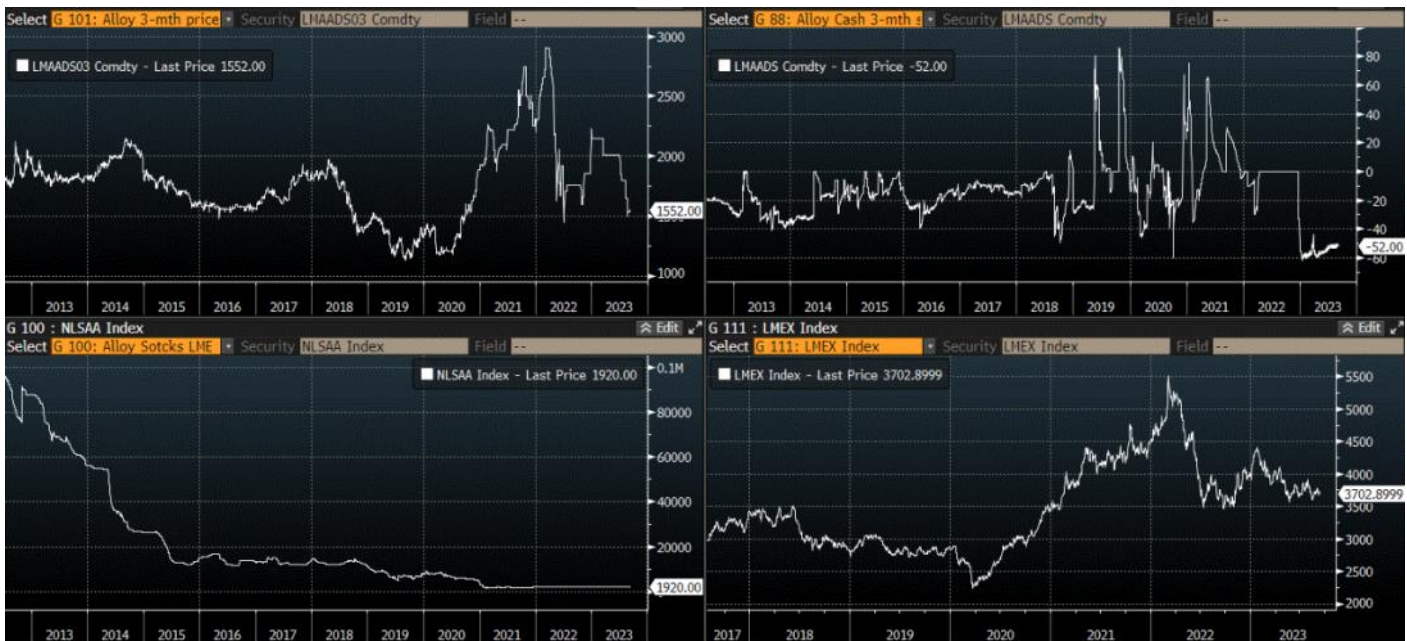 Select G 101: Alloy 3-mth price Security LMAADS03 Comdty Field --
LMAADS03 Comdty - Last Price 1552.00
3000
2500
2000
1500
1552.00
1000
2013 2014 2015 2016 2017 2018 2019 2020 2021 2022 2023
Select G 88: Alloy Cash 3-mth s Security LMAADS Comdty Field --
LMAADS Comdty - Last Price -52.00
80
60
40
20
0
-20
-40
-52.00
-60
2013 2014 2015 2016 2017 2018 2019 2020 2021 2022 2023
G 100 : NLSAA Index Edit
Select G 100: Alloy Sotcks LME Security NLSAA Index Field --
NLSAA Index - Last Price 1920.00
0.1M
80000
60000
40000
20000
1920.00
2013 2014 2015 2016 2017 2018 2019 2020 2021 2022 2023
G 111 : LMEX Index Edit
Select G 111: LMEX Index Security LMEX Index Field --
LMEX Index - Last Price 3702.8999
5500
5000
4500
4000
3702.8999
3500
3000
2500
2000
2017 2018 2019 2020 2021 2022 2023